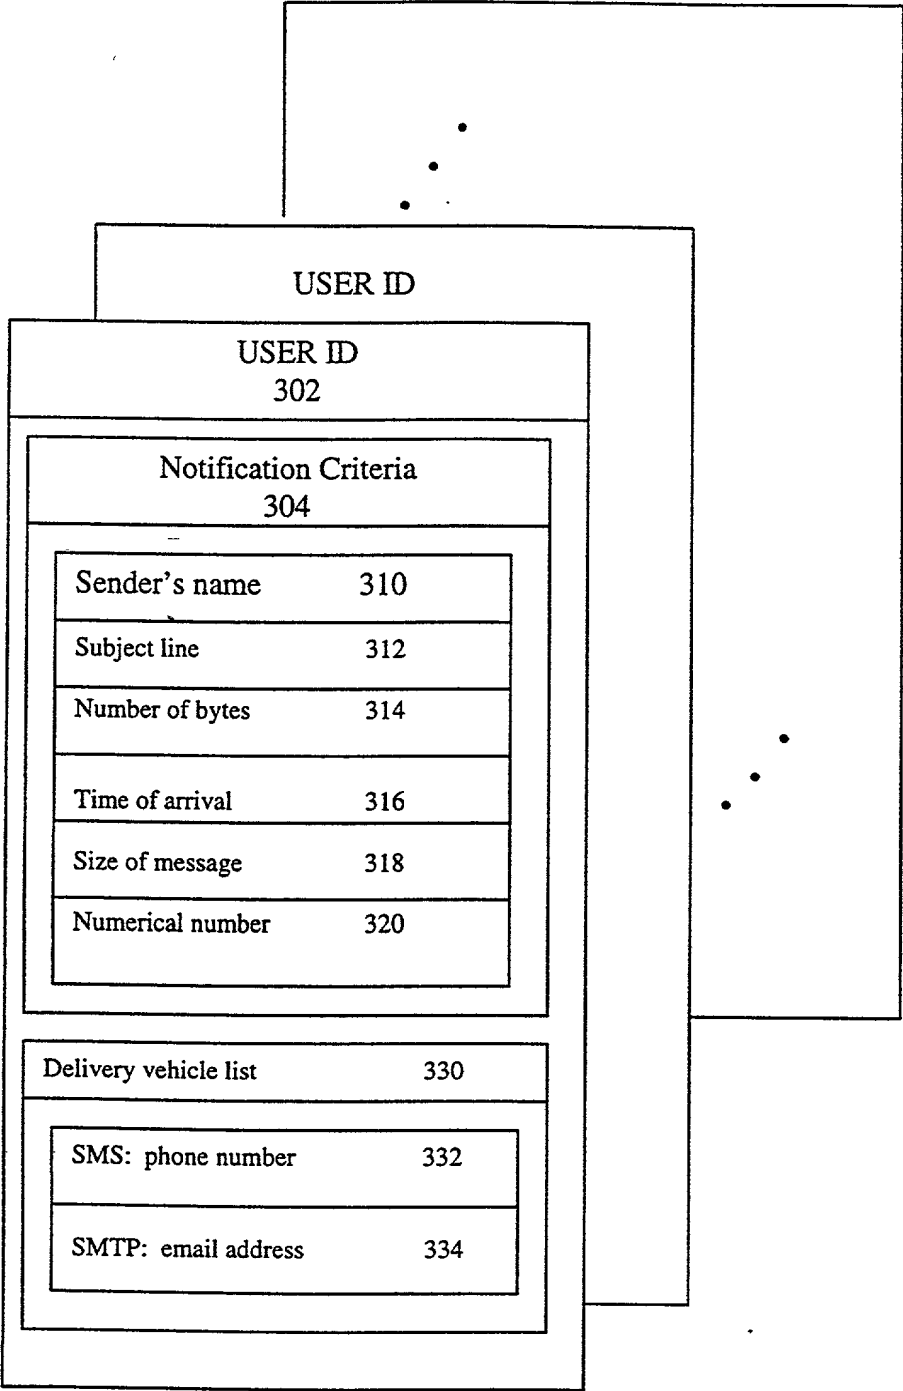 USER ID
USER ID
302
Notification Criteria
304
Sender's name 310
Subject line 312
Number of bytes 314
Time of arrival 316
Size of message 318
Numerical number 320
Delivery vehicle list 330
SMS: phone number 332
SMTP: email address 334